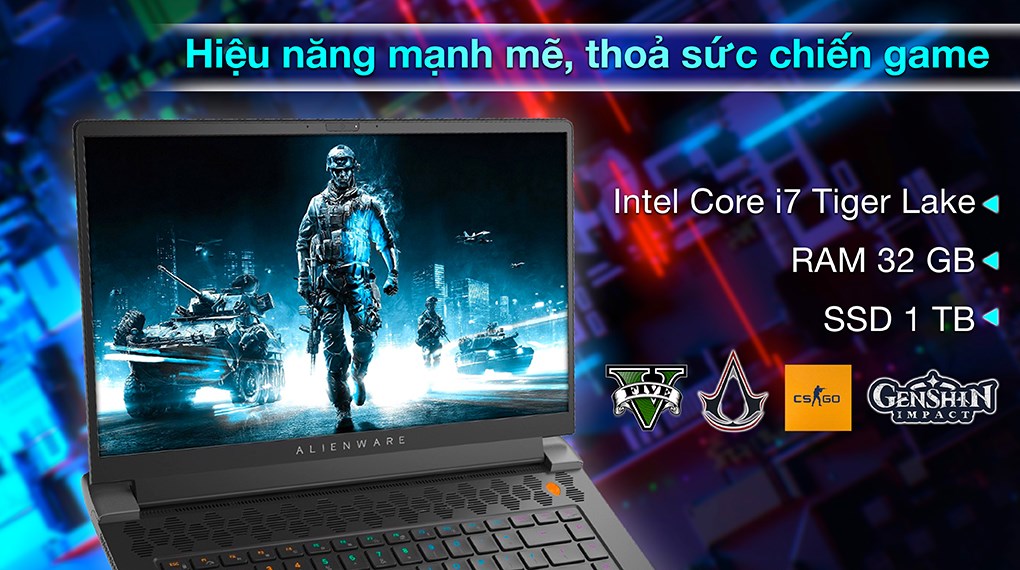 Hiệu năng mạnh mẽ, thoả sức chiến game
Intel Core i7 Tiger Lake
RAM 32 GB
SSD 1 TB
V
FIVE
CS GO
GENSHIN
IMPACT
ALIENWARE